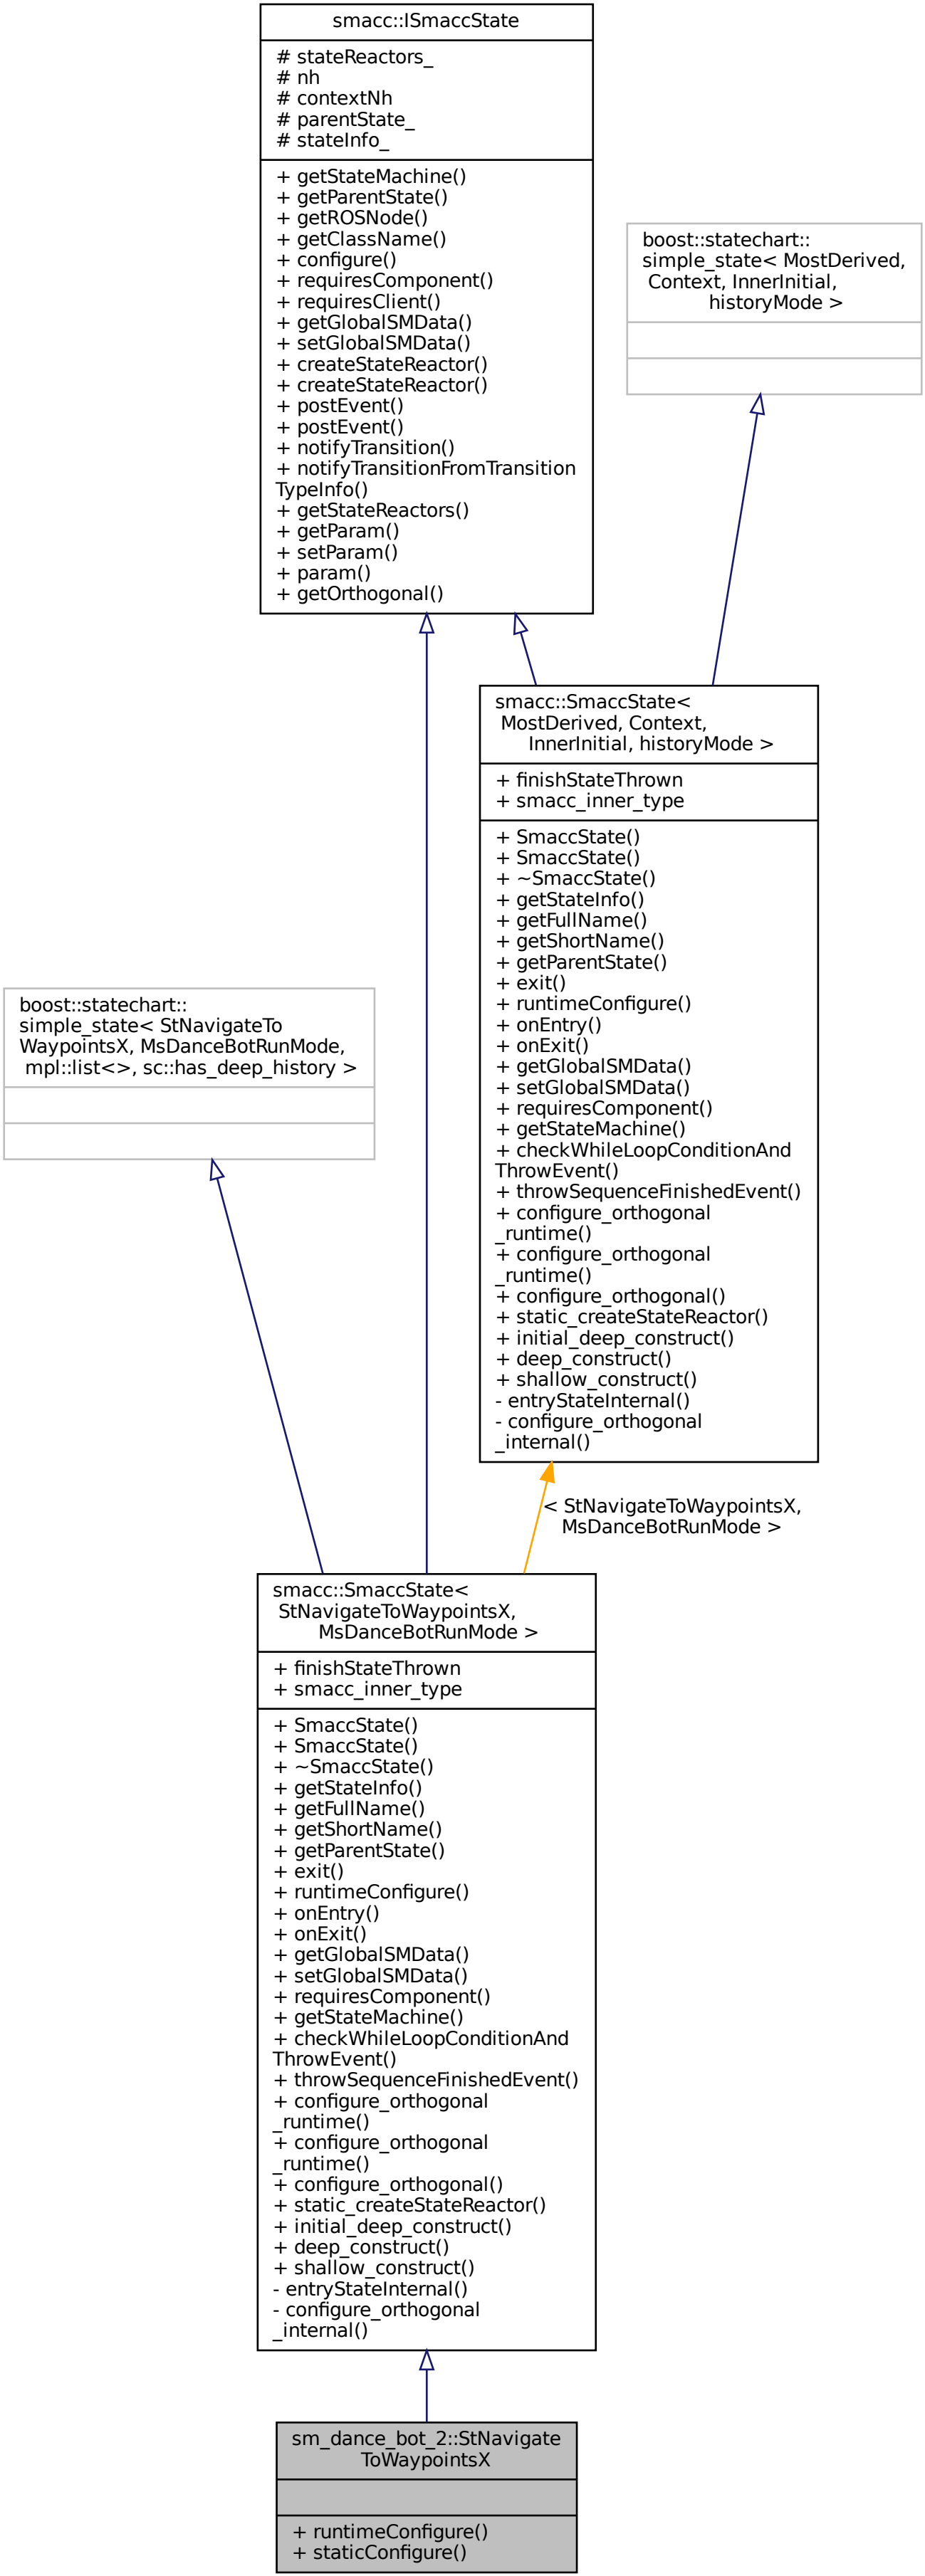 smacc::ISmaccState
# stateReactors_
# nh
# contextNh
# parentState_
# stateInfo_
+ getStateMachine()
+ getParentState()
+ getROSNode()
+ getClassName()
+ configure()
+ requiresComponent()
+ requiresClient()
+ getGlobalSMData()
+ setGlobalSMData()
+ createStateReactor()
+ createStateReactor()
+ postEvent()
+ postEvent()
+ notifyTransition()
+ notifyTransitionFromTransition
TypeInfo()
+ getStateReactors()
+ getParam()
+ setParam()
+ param()
+ getOrthogonal()
boost::statechart::
simple_state< MostDerived,
Context, InnerInitial,
historyMode >
smacc::SmaccState<
MostDerived, Context,
InnerInitial, historyMode >
+ finishStateThrown
+ smacc_inner_type
+ SmaccState()
+ SmaccState()
+ ~SmaccState()
+ getStateInfo()
+ getFullName()
+ getShortName()
+ getParentState()
+ exit()
+ runtimeConfigure()
+ onEntry()
+ onExit()
+ getGlobalSMData()
+ setGlobalSMData()
+ requiresComponent()
+ getStateMachine()
+ checkWhileLoopConditionAnd
ThrowEvent()
+ throwSequenceFinishedEvent()
+ configure_orthogonal
_runtime()
+ configure_orthogonal
_runtime()
+ configure_orthogonal()
+ static_createStateReactor()
+ initial_deep_construct()
+ deep_construct()
+ shallow_construct()
- entryStateInternal()
- configure_orthogonal
_internal()
boost::statechart::
simple_state< StNavigateTo
WaypointsX, MsDanceBotRunMode,
mpl::list<>, sc::has_deep_history >
< StNavigateToWaypointsX,
MsDanceBotRunMode >
smacc::SmaccState<
StNavigateToWaypointsX,
MsDanceBotRunMode >
+ finishStateThrown
+ smacc_inner_type
+ SmaccState()
+ SmaccState()
+ ~SmaccState()
+ getStateInfo()
+ getFullName()
+ getShortName()
+ getParentState()
+ exit()
+ runtimeConfigure()
+ onEntry()
+ onExit()
+ getGlobalSMData()
+ setGlobalSMData()
+ requiresComponent()
+ getStateMachine()
+ checkWhileLoopConditionAnd
ThrowEvent()
+ throwSequenceFinishedEvent()
+ configure_orthogonal
_runtime()
+ configure_orthogonal
_runtime()
+ configure_orthogonal()
+ static_createStateReactor()
+ initial_deep_construct()
+ deep_construct()
+ shallow_construct()
- entryStateInternal()
- configure_orthogonal
_internal()
sm_dance_bot_2::StNavigate
ToWaypointsX
+ runtimeConfigure()
+ staticConfigure()